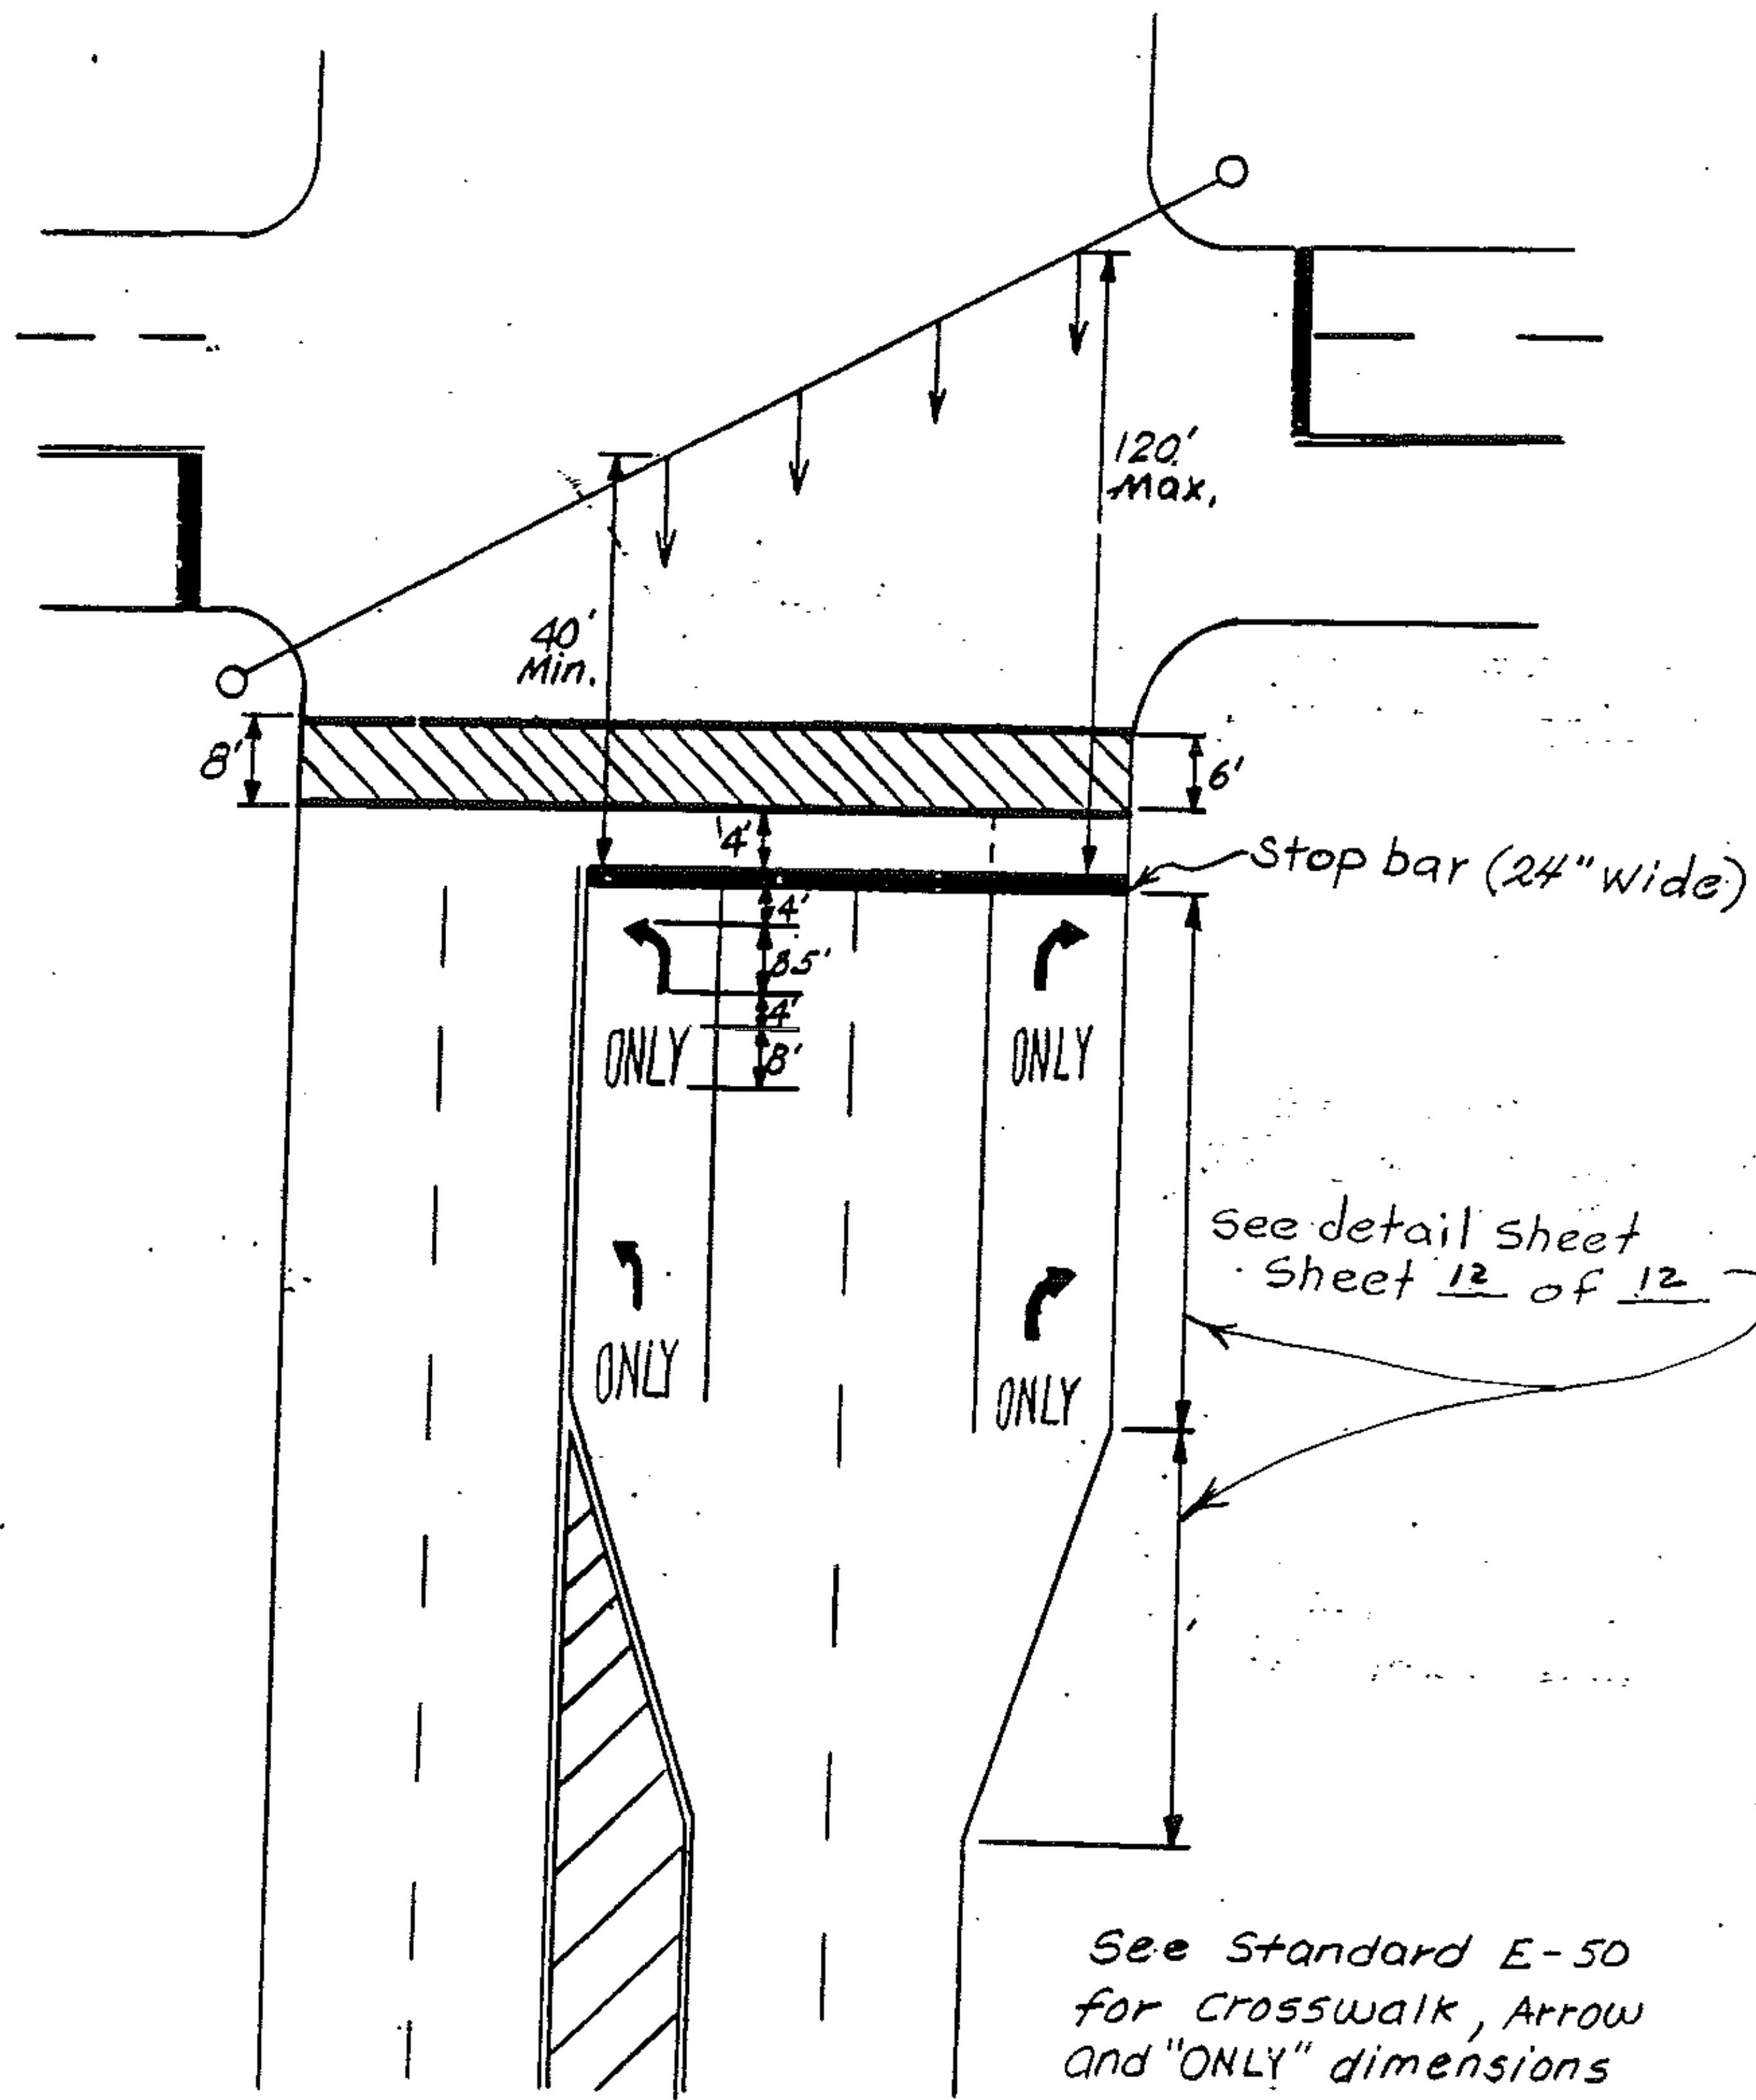 120'
Max.
40'
Min.
8'
6'
4'
Stop bar (24" wide)
4'
8.5'
4'
ONLY
8'
ONLY
See detail sheet
Sheet 12 of 12
ONLY
ONLY
See Standard E-50
for Crosswalk, Arrow
and "ONLY" dimensions